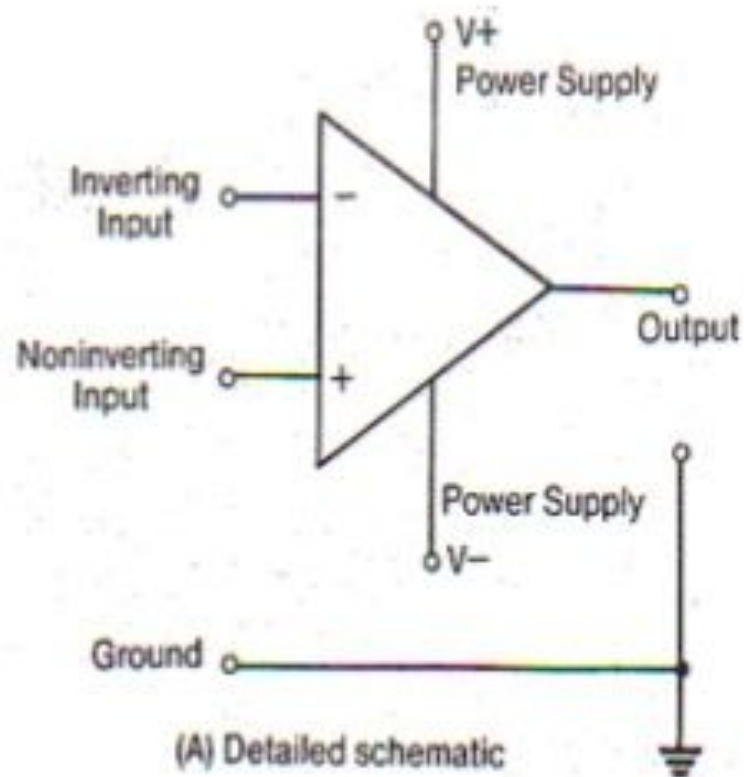 V+
Power Supply
Inverting
Input
−
Noninverting
Input
+
Output
Power Supply
V−
Ground
(A) Detailed schematic